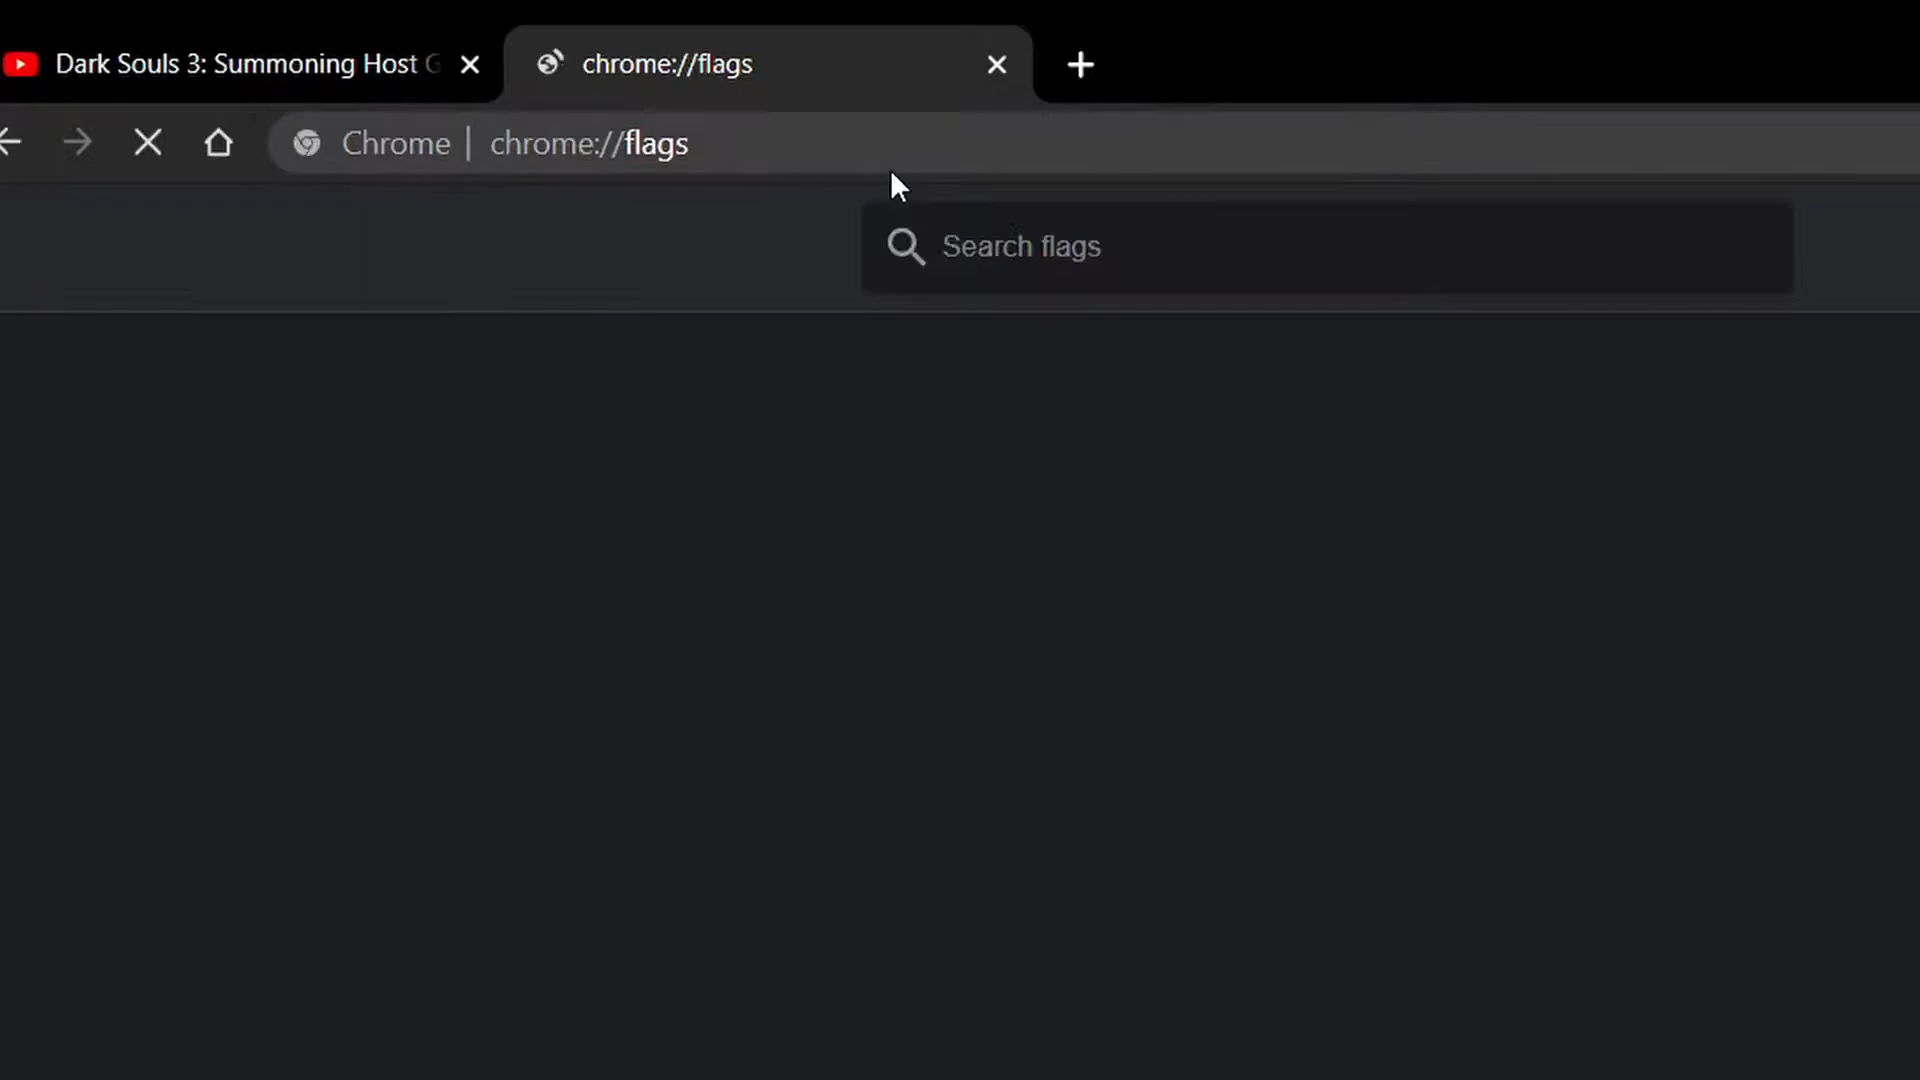 Dark Souls 3: Summoning Host G
chrome://flags
Chrome | chrome://flags
Search flags